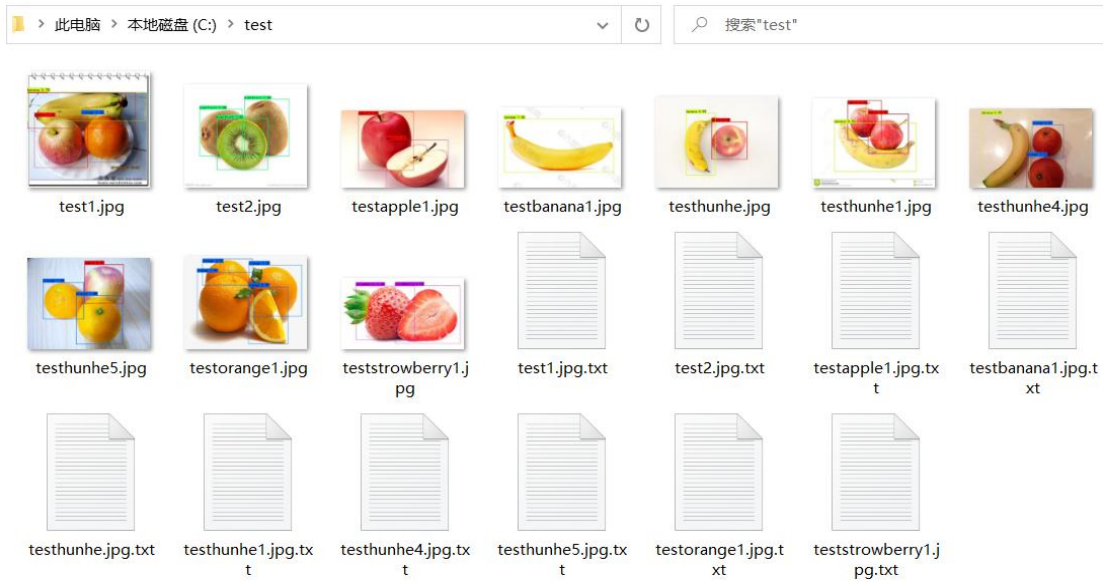 此电脑 › 本地磁盘 (C:) › test
搜索"test"
test1.jpg
test2.jpg
testapple1.jpg
testbanana1.jpg
testhunhe.jpg
testhunhe1.jpg
testhunhe4.jpg
testhunhe5.jpg
testorange1.jpg
teststrowberry1.j
pg
test1.jpg.txt
test2.jpg.txt
testapple1.jpg.tx
t
testbanana1.jpg.t
xt
testhunhe.jpg.txt
testhunhe1.jpg.tx
t
testhunhe4.jpg.tx
t
testhunhe5.jpg.tx
t
testorange1.jpg.t
xt
teststrowberry1.j
pg.txt